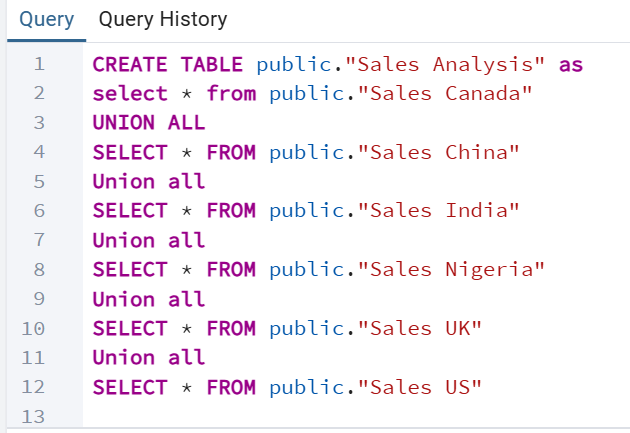 Query Query History
1 CREATE TABLE public."Sales Analysis" as
2 select * from public."Sales Canada"
3 UNION ALL
4 SELECT * FROM public."Sales China"
5 Union all
6 SELECT * FROM public."Sales India"
7 Union all
8 SELECT * FROM public."Sales Nigeria"
9 Union all
10 SELECT * FROM public."Sales UK"
11 Union all
12 SELECT * FROM public."Sales US"
13